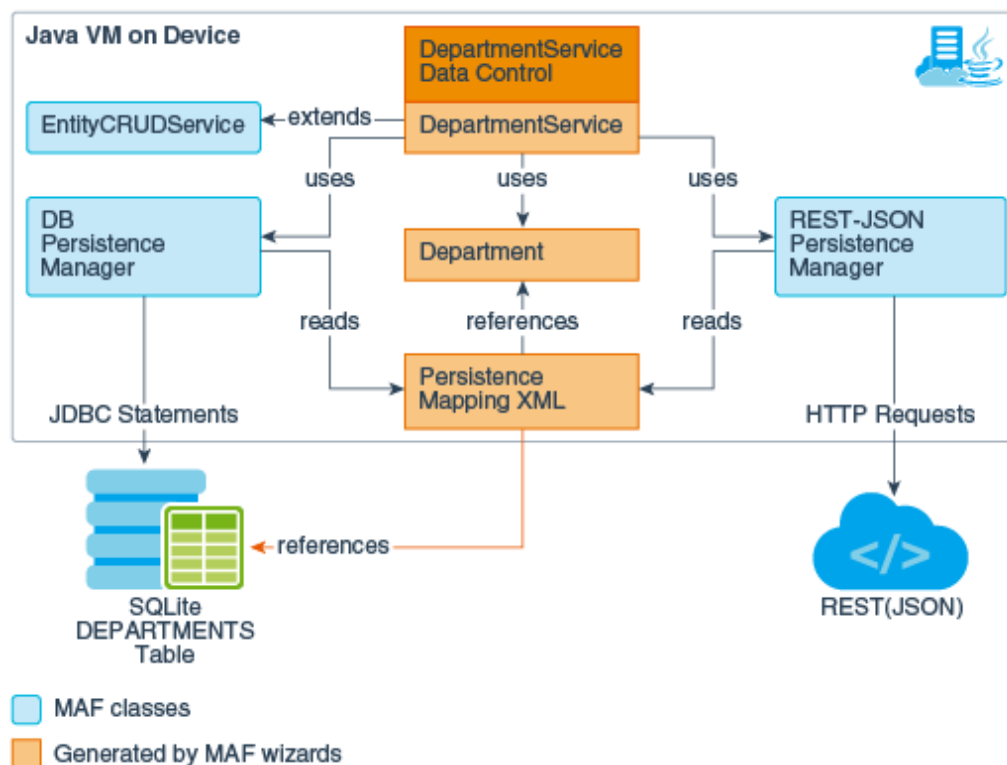 Java VM on Device
DepartmentService
Data Control
EntityCRUDService
extends
DepartmentService
uses
uses
uses
DB
Persistence
Manager
Department
REST-JSON
Persistence
Manager
reads
references
reads
Persistence
Mapping XML
JDBC Statements
HTTP Requests
references
</>
SQLite
DEPARTMENTS
Table
REST(JSON)
MAF classes
Generated by MAF wizards